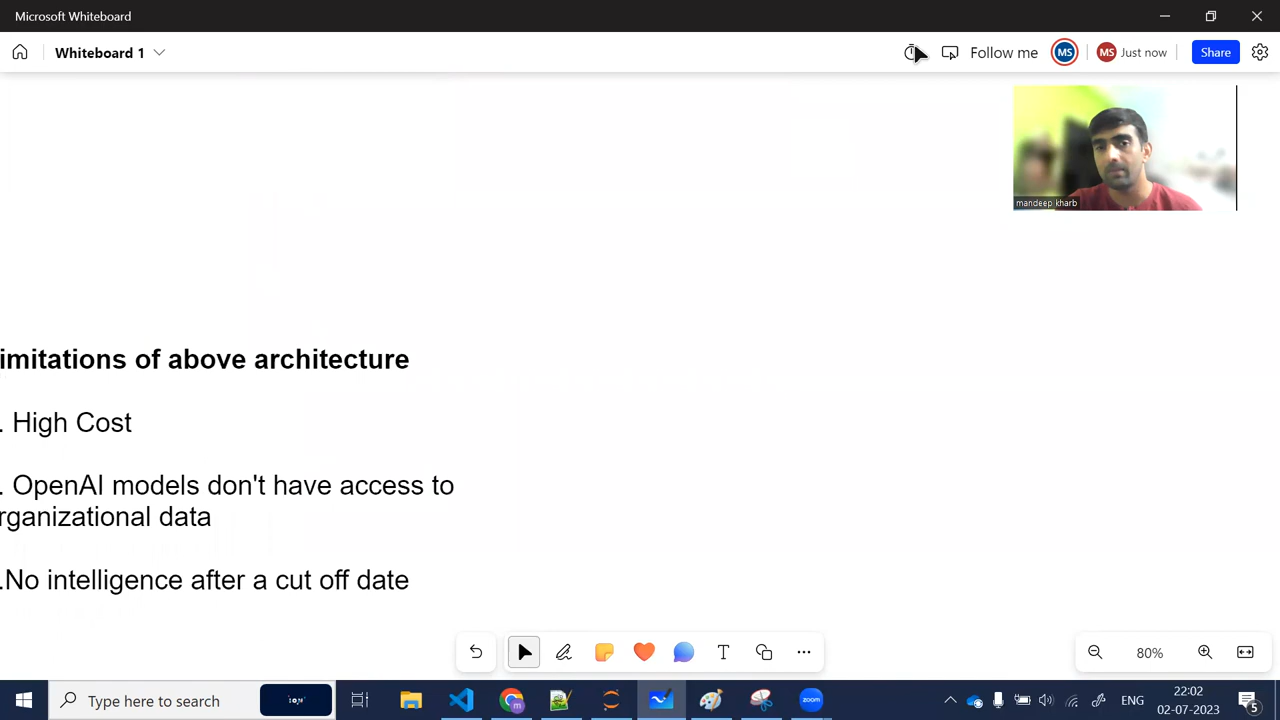 Microsoft Whiteboard
Whiteboard 1
Follow me
MS
MS
Just now
Share
mandeep kharb
imitations of above architecture
. High Cost
. OpenAI models don't have access to
rganizational data
.No intelligence after a cut off date
80%
Type here to search
ENG
22:02
02-07-2023
5